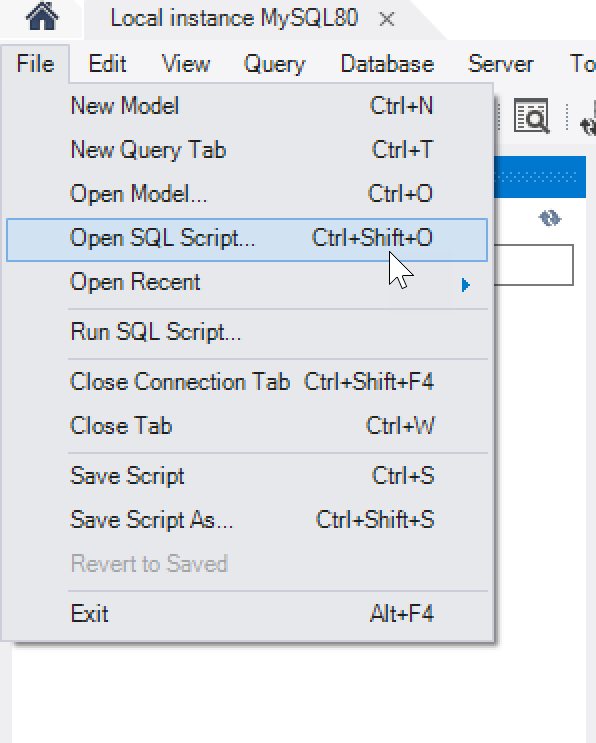 Local instance MySQL80
File Edit View Query Database Server To
New Model Ctrl+N
New Query Tab Ctrl+T
Open Model... Ctrl+O
Open SQL Script... Ctrl+Shift+O
Open Recent
Run SQL Script...
Close Connection Tab Ctrl+Shift+F4
Close Tab Ctrl+W
Save Script Ctrl+S
Save Script As... Ctrl+Shift+S
Revert to Saved
Exit Alt+F4